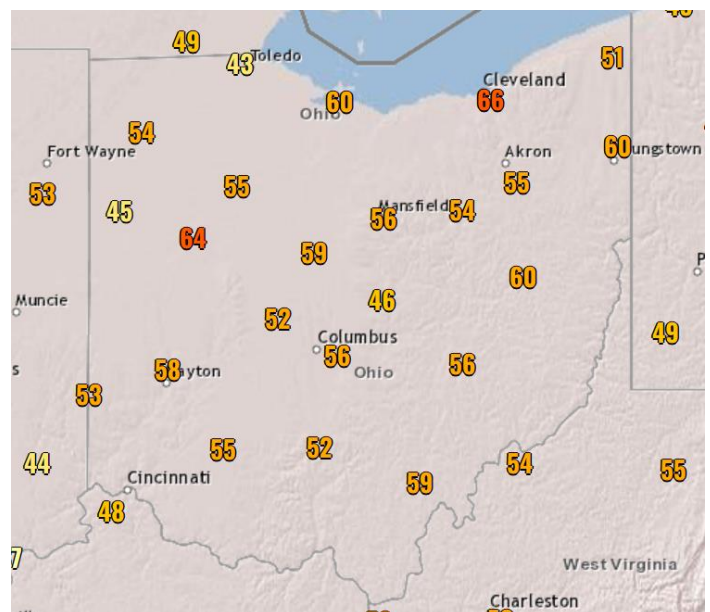 49
43 Toledo
51
Cleveland
66
60
Ohio
54
Fort Wayne
60 ungstown
Akron
55
55
53
45
Mansfield
54
56
64
59
60
46
Muncie
52
49
Columbus
56
Ohio
56
58 ayton
53
55
52
44
54
55
Cincinnati
59
48
7
West Virginia
Charleston